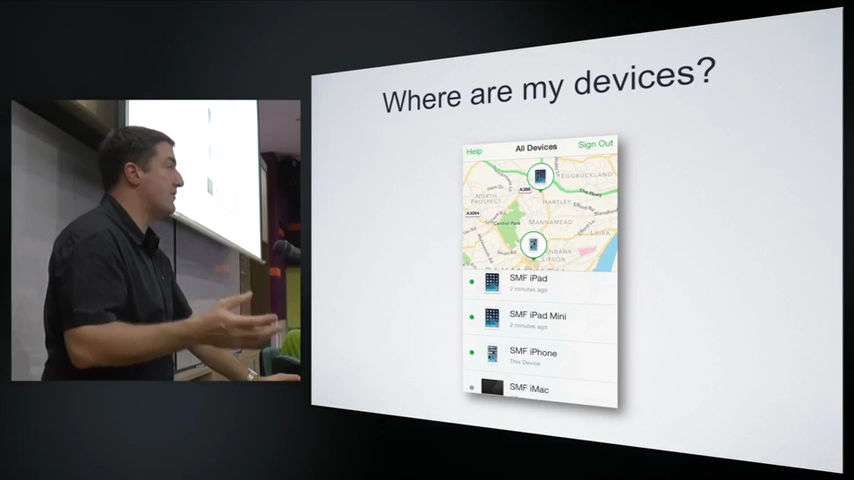 Where are my devices?
Help
All Devices
Sign Out
EGGBUCKLAND
A386
NORTH
PROSPECT
HARTLEY
A3064
Central Park
MANNAMEAD
LAIRA
SMF iPad
2 minutes ago
SMF iPad Mini
2 minutes ago
SMF iPhone
This Device
SMF iMac